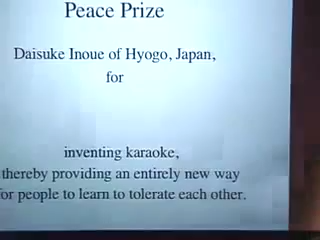 Peace Prize
Daisuke Inoue of Hyogo, Japan,
for
inventing karaoke,
thereby providing an entirely new way
for people to learn to tolerate each other.